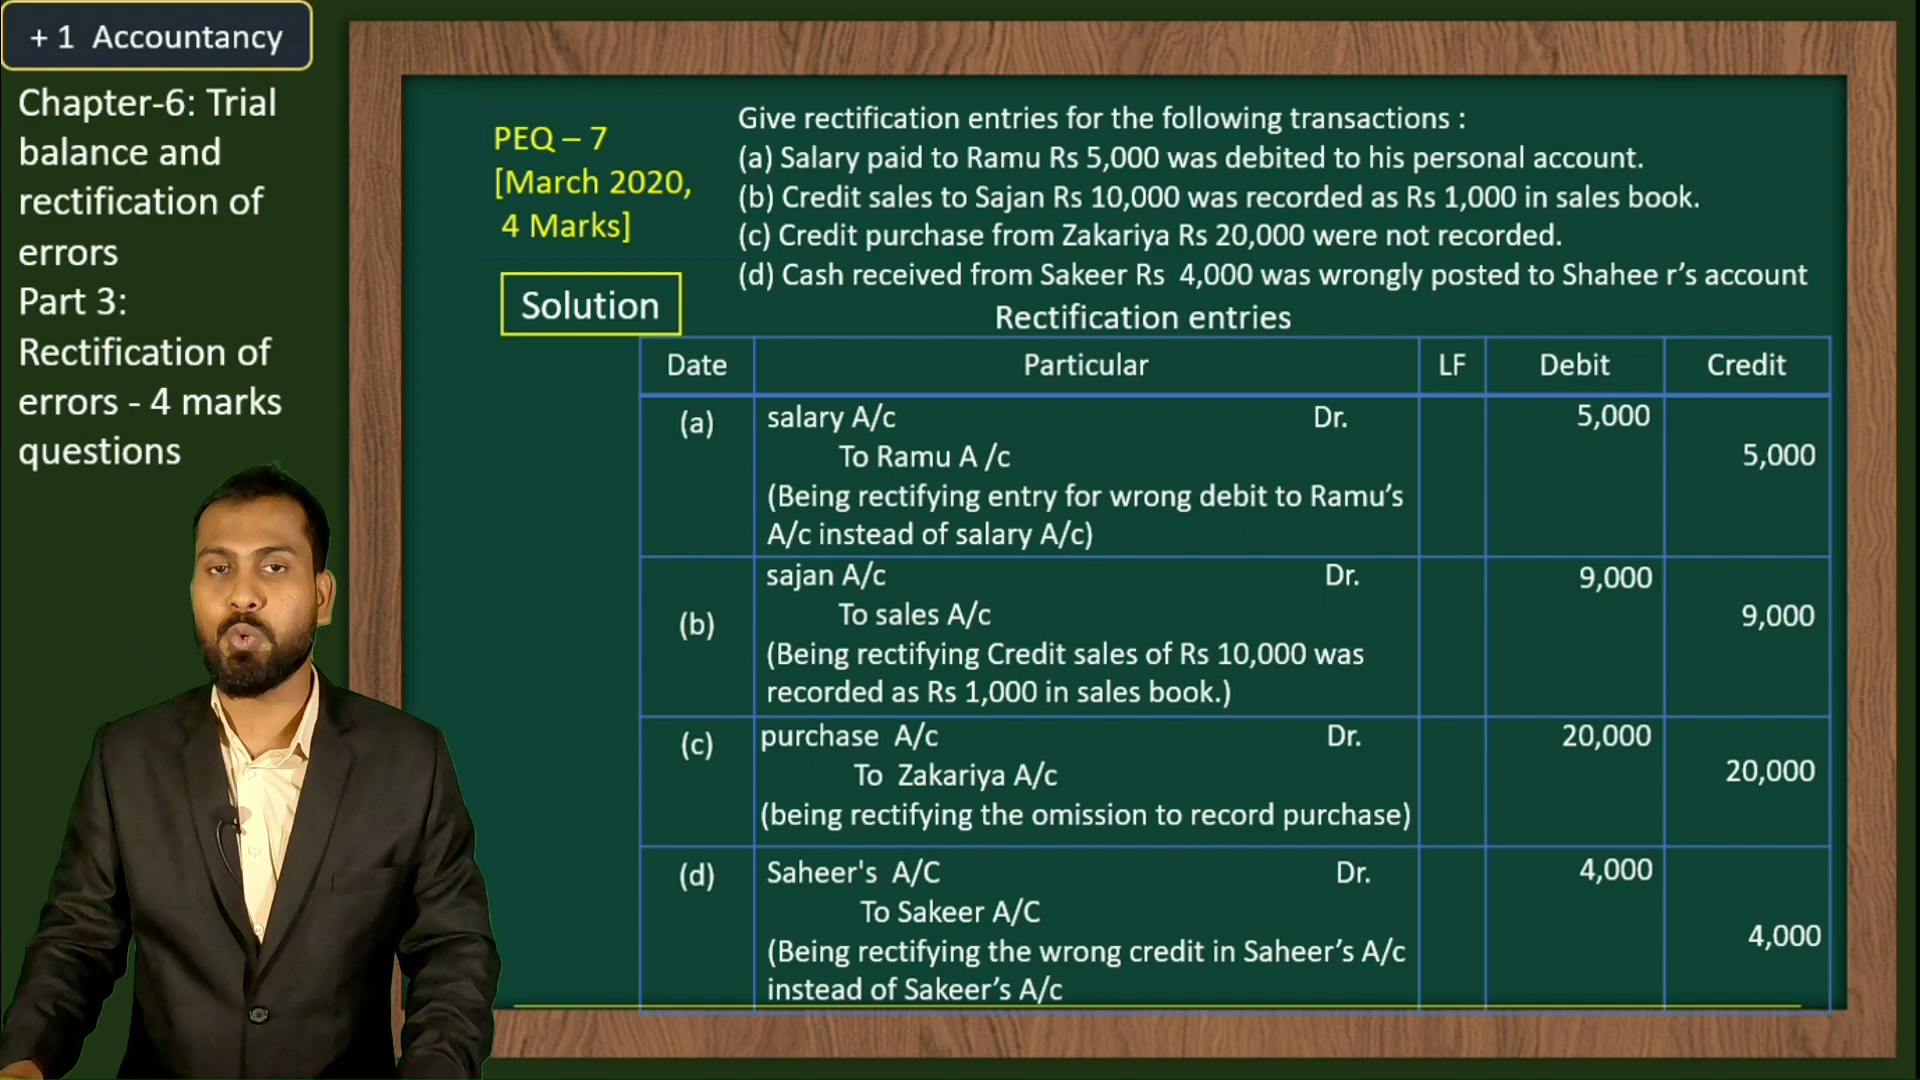 + 1 Accountancy
Chapter-6: Trial
balance and
rectification of
errors
Part 3:
Rectification of
errors - 4 marks
questions
PEQ – 7
[March 2020,
4 Marks]
Give rectification entries for the following transactions :
(a) Salary paid to Ramu Rs 5,000 was debited to his personal account.
(b) Credit sales to Sajan Rs 10,000 was recorded as Rs 1,000 in sales book.
(c) Credit purchase from Zakariya Rs 20,000 were not recorded.
(d) Cash received from Sakeer Rs 4,000 was wrongly posted to Shahee r’s account
Solution
Rectification entries
Date Particular LF Debit Credit
(a) salary A/c Dr. 5,000
To Ramu A /c 5,000
(Being rectifying entry for wrong debit to Ramu’s
A/c instead of salary A/c)
sajan A/c Dr. 9,000
(b) To sales A/c 9,000
(Being rectifying Credit sales of Rs 10,000 was
recorded as Rs 1,000 in sales book.)
(c) purchase A/c Dr. 20,000
To Zakariya A/c 20,000
(being rectifying the omission to record purchase)
(d) Saheer's A/C Dr. 4,000
To Sakeer A/C 4,000
(Being rectifying the wrong credit in Saheer’s A/c
instead of Sakeer’s A/c